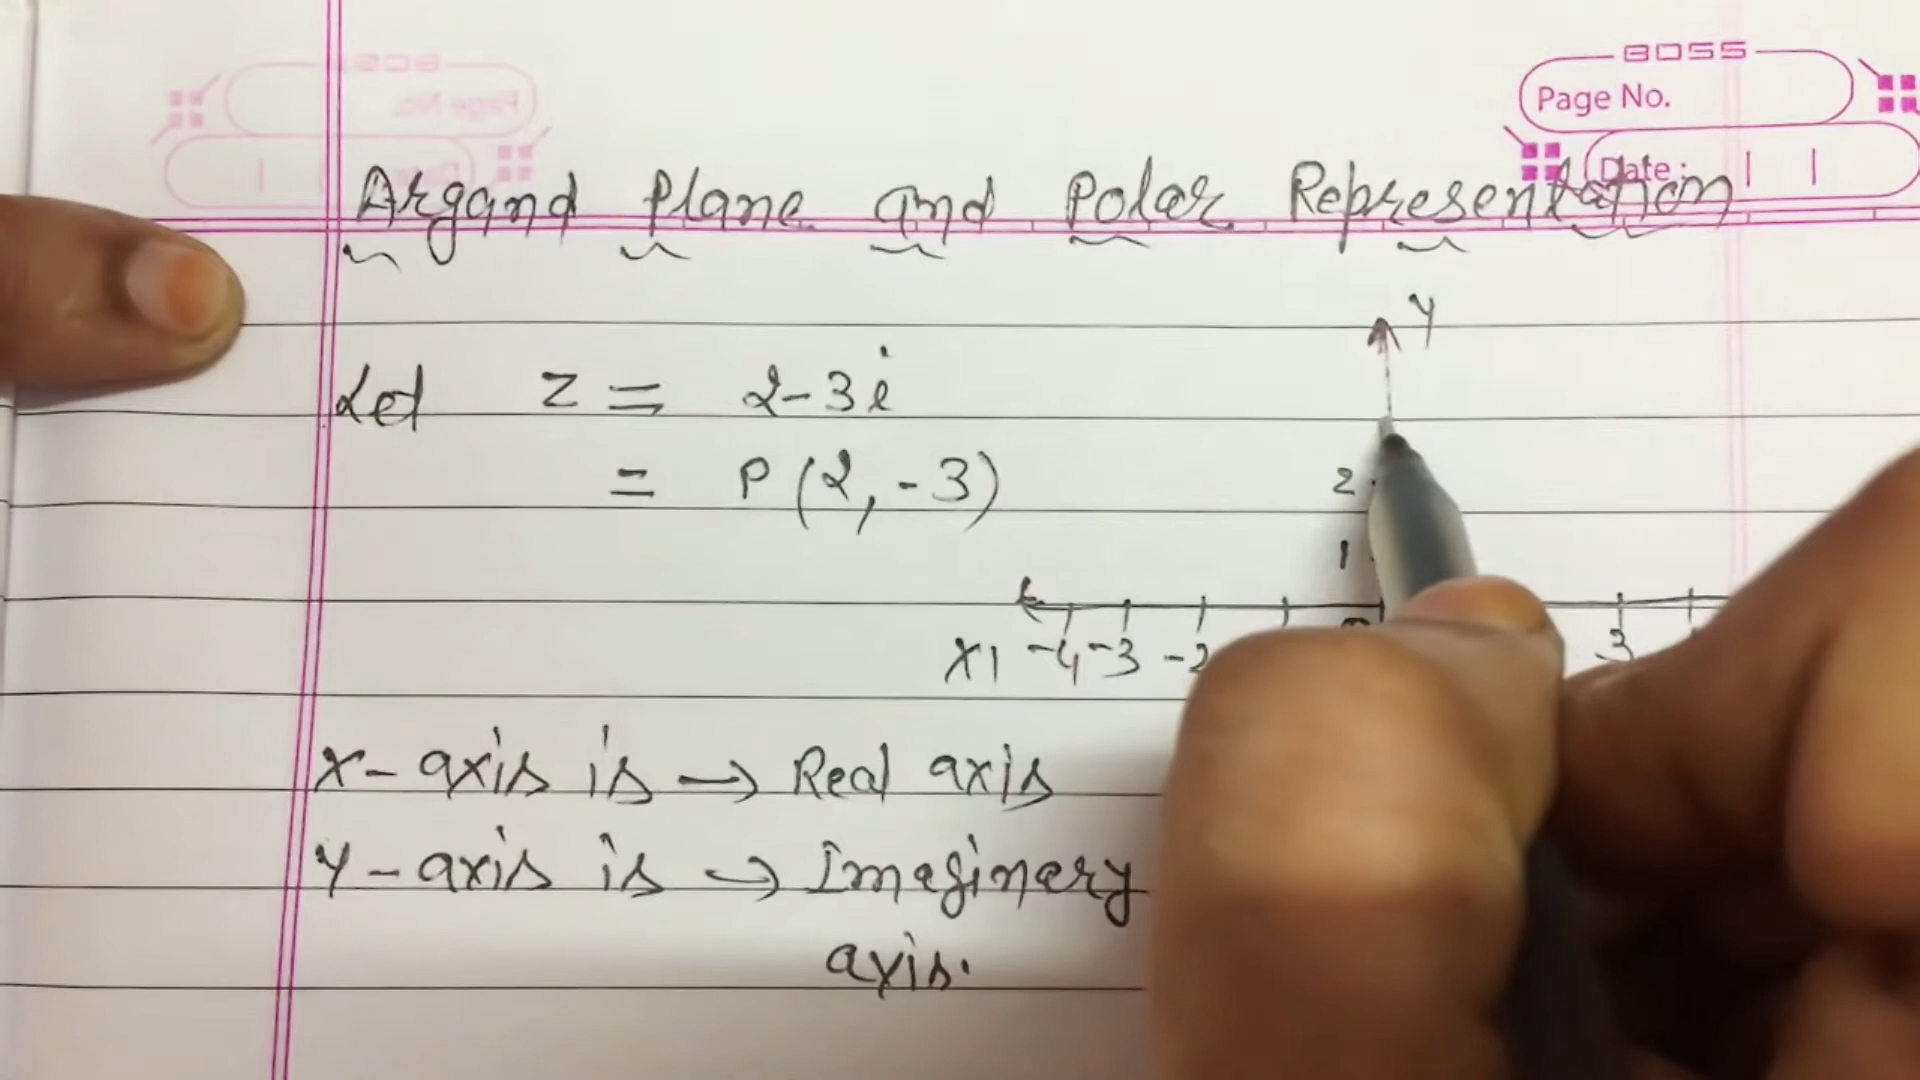 BOSS
Page No.
Date:
Argand Plane and Polar Representation
Y
Let z = 2-3i
= P(2, -3)
2
1
X1 -4 -3 -2 3
X-axis is → Real axis
Y-axis is → Imaginary
axis.